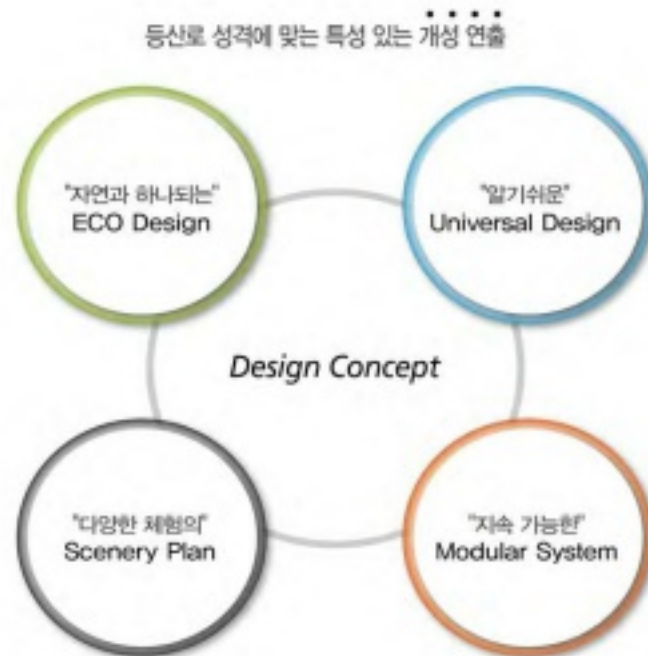 등산로 성격에 맞는 특성 있는 개성 연출
"자연과 하나되는"
ECO Design
"알기쉬운"
Universal Design
Design Concept
"다양한 체험의"
Scenery Plan
"지속 가능한"
Modular System